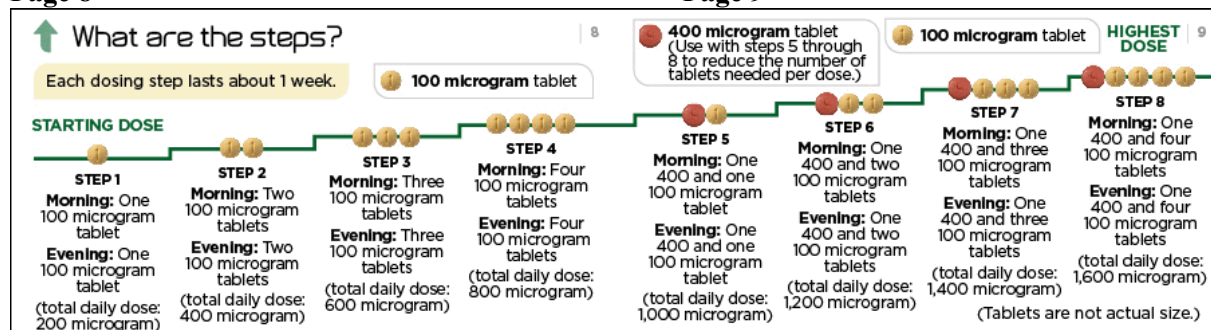 What are the steps?
8
Each dosing step lasts about 1 week.
100 microgram tablet
400 microgram tablet
(Use with steps 5 through
8 to reduce the number of
tablets needed per dose.)
100 microgram tablet
HIGHEST
DOSE
9
STARTING DOSE
STEP 1
Morning: One
100 microgram
tablet
Evening: One
100 microgram
tablet
(total daily dose:
200 microgram)
STEP 2
Morning: Two
100 microgram
tablets
Evening: Two
100 microgram
tablets
(total daily dose:
400 microgram)
STEP 3
Morning: Three
100 microgram
tablets
Evening: Three
100 microgram
tablets
(total daily dose:
600 microgram)
STEP 4
Morning: Four
100 microgram
tablets
Evening: Four
100 microgram
tablets
(total daily dose:
800 microgram)
STEP 5
Morning: One
400 and one
100 microgram
tablet
Evening: One
400 and one
100 microgram
tablet
(total daily dose:
1,000 microgram)
STEP 6
Morning: One
400 and two
100 microgram
tablets
Evening: One
400 and two
100 microgram
tablets
(total daily dose:
1,200 microgram)
STEP 7
Morning: One
400 and three
100 microgram
tablets
Evening: One
400 and three
100 microgram
tablets
(total daily dose:
1,400 microgram)
STEP 8
Morning: One
400 and four
100 microgram
tablets
Evening: One
400 and four
100 microgram
tablets
(total daily dose:
1,600 microgram)
(Tablets are not actual size.)